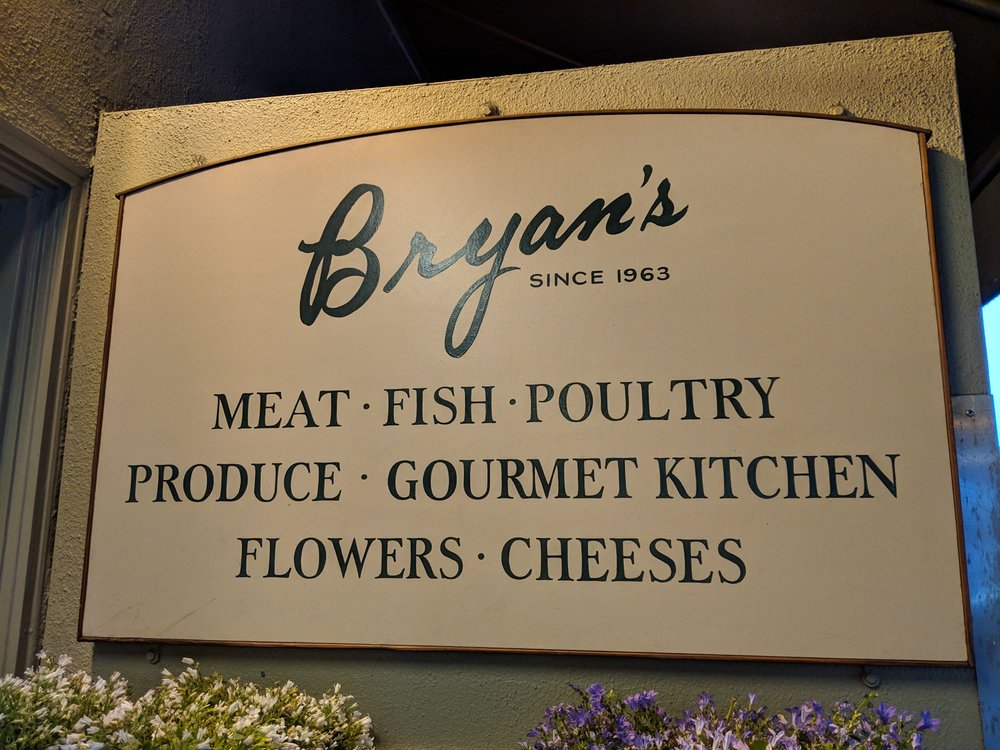 Bryan's
SINCE 1963
MEAT · FISH · POULTRY
PRODUCE · GOURMET KITCHEN
FLOWERS · CHEESES